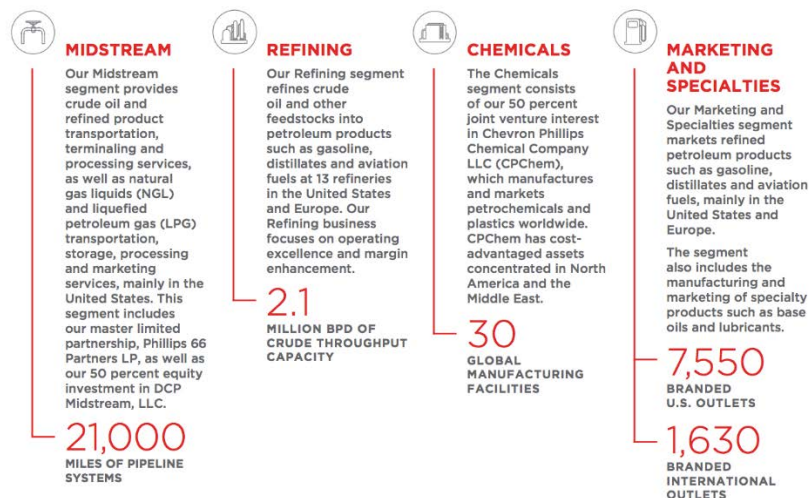 MIDSTREAM
Our Midstream
segment provides
crude oil and
refined product
transportation,
terminaling and
processing services,
as well as natural
gas liquids (NGL)
and liquefied
petroleum gas (LPG)
transportation,
storage, processing
and marketing
services, mainly in the
United States. This
segment includes
our master limited
partnership, Phillips 66
Partners LP, as well as
our 50 percent equity
investment in DCP
Midstream, LLC.
21,000
MILES OF PIPELINE
SYSTEMS
REFINING
Our Refining segment
refines crude
oil and other
feedstocks into
petroleum products
such as gasoline,
distillates and aviation
fuels at 13 refineries
in the United States
and Europe. Our
Refining business
focuses on operating
excellence and margin
enhancement.
2.1
MILLION BPD OF
CRUDE THROUGHPUT
CAPACITY
CHEMICALS
The Chemicals
segment consists
of our 50 percent
joint venture interest
in Chevron Phillips
Chemical Company
LLC (CPChem),
which manufactures
and markets
petrochemicals and
plastics worldwide.
CPChem has cost-
advantaged assets
concentrated in North
America and the
Middle East.
30
GLOBAL
MANUFACTURING
FACILITIES
MARKETING
AND
SPECIALTIES
Our Marketing and
Specialties segment
markets refined
petroleum products
such as gasoline,
distillates and aviation
fuels, mainly in the
United States and
Europe.
The segment
also includes the
manufacturing and
marketing of specialty
products such as base
oils and lubricants.
7,550
BRANDED
U.S. OUTLETS
1,630
BRANDED
INTERNATIONAL
OUTLETS